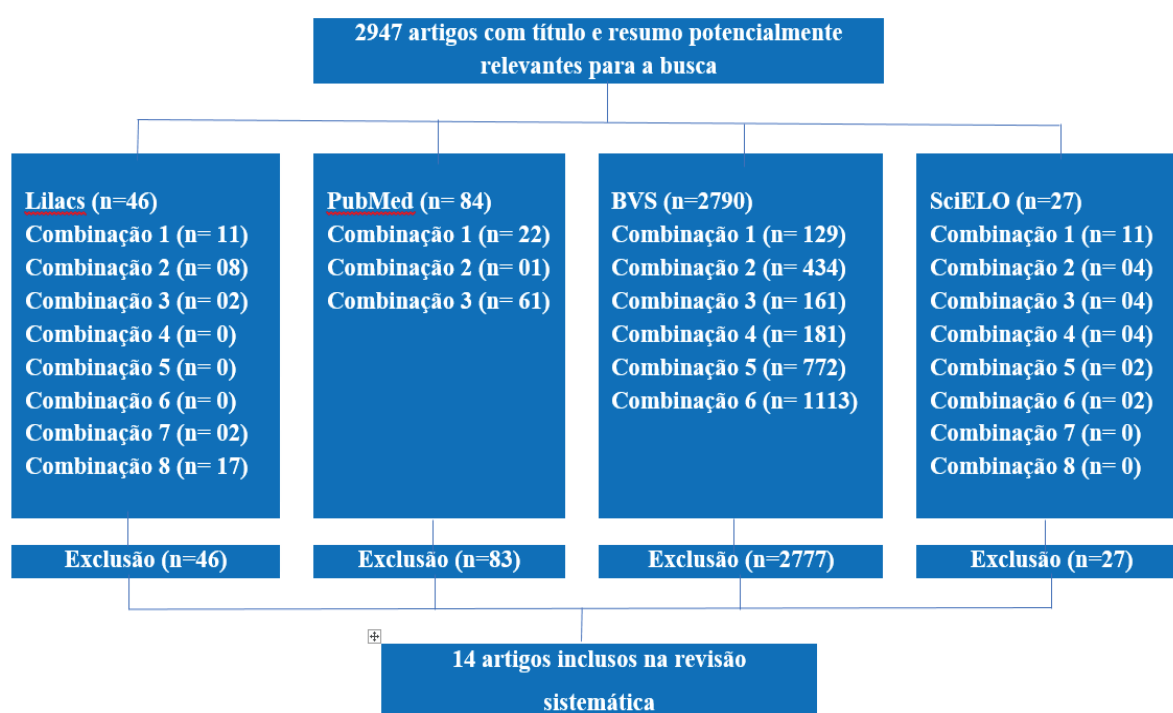 2947 artigos com título e resumo potencialmente
relevantes para a busca
Lilacs (n=46)
Combinação 1 (n= 11)
Combinação 2 (n= 08)
Combinação 3 (n= 02)
Combinação 4 (n= 0)
Combinação 5 (n= 0)
Combinação 6 (n= 0)
Combinação 7 (n= 02)
Combinação 8 (n= 17)
PubMed (n= 84)
Combinação 1 (n= 22)
Combinação 2 (n= 01)
Combinação 3 (n= 61)
BVS (n=2790)
Combinação 1 (n= 129)
Combinação 2 (n= 434)
Combinação 3 (n= 161)
Combinação 4 (n= 181)
Combinação 5 (n= 772)
Combinação 6 (n= 1113)
SciELO (n=27)
Combinação 1 (n= 11)
Combinação 2 (n= 04)
Combinação 3 (n= 04)
Combinação 4 (n= 04)
Combinação 5 (n= 02)
Combinação 6 (n= 02)
Combinação 7 (n= 0)
Combinação 8 (n= 0)
Exclusão (n=46)
Exclusão (n=83)
Exclusão (n=2777)
Exclusão (n=27)
14 artigos inclusos na revisão
sistemática